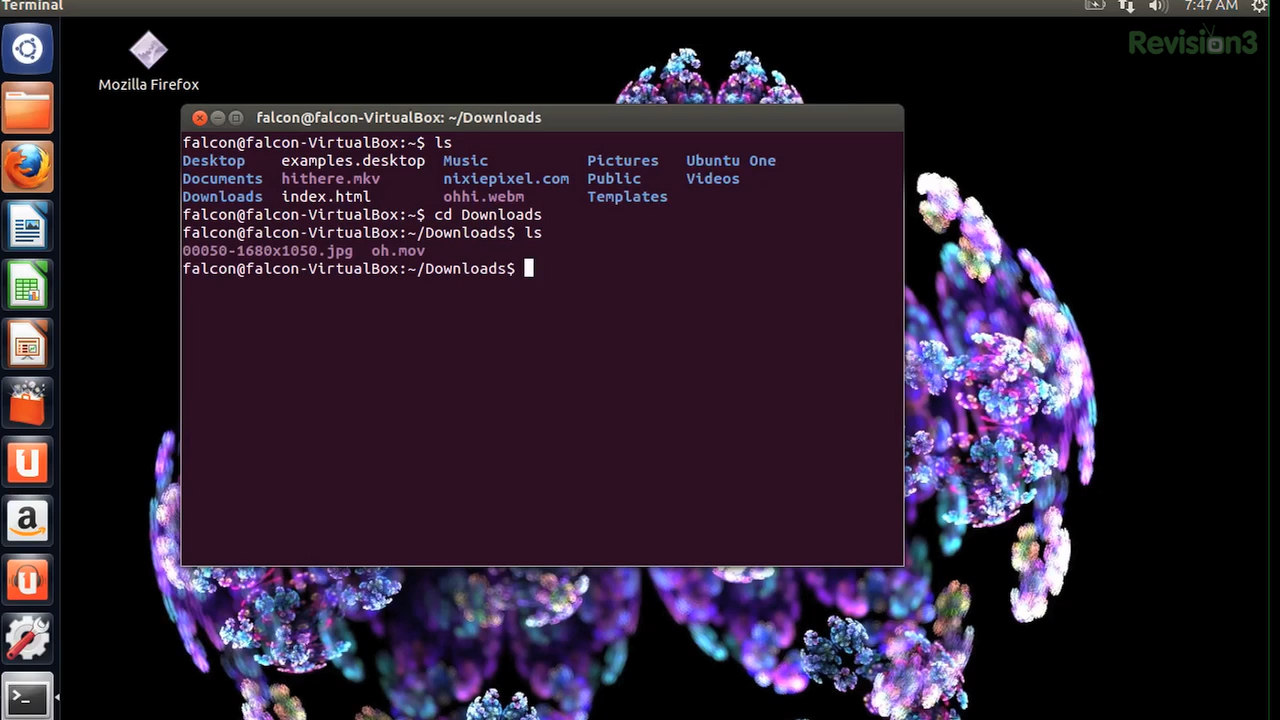 Terminal
7:47 AM
Revision3
Mozilla Firefox
falcon@falcon-VirtualBox: ~/Downloads
falcon@falcon-VirtualBox:~$ ls
Desktop examples.desktop Music Pictures Ubuntu One
Documents hithere.mkv nixiepixel.com Public Videos
Downloads index.html ohhi.webm Templates
falcon@falcon-VirtualBox:~$ cd Downloads
falcon@falcon-VirtualBox:~/Downloads$ ls
00050-1680x1050.jpg oh.mov
falcon@falcon-VirtualBox:~/Downloads$